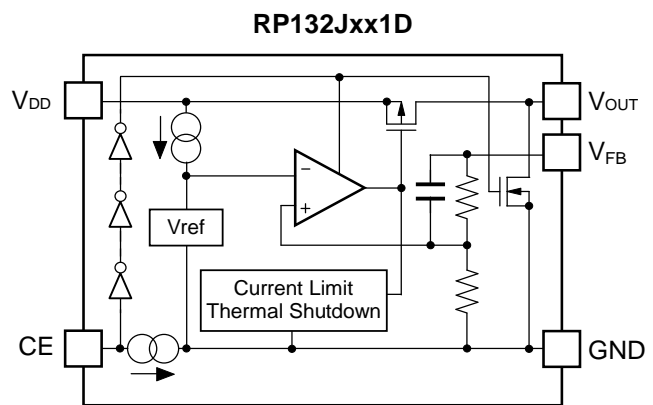 RP132Jxx1D
VDD
VOUT
VFB
−
+
Vref
Current Limit
Thermal Shutdown
CE
GND